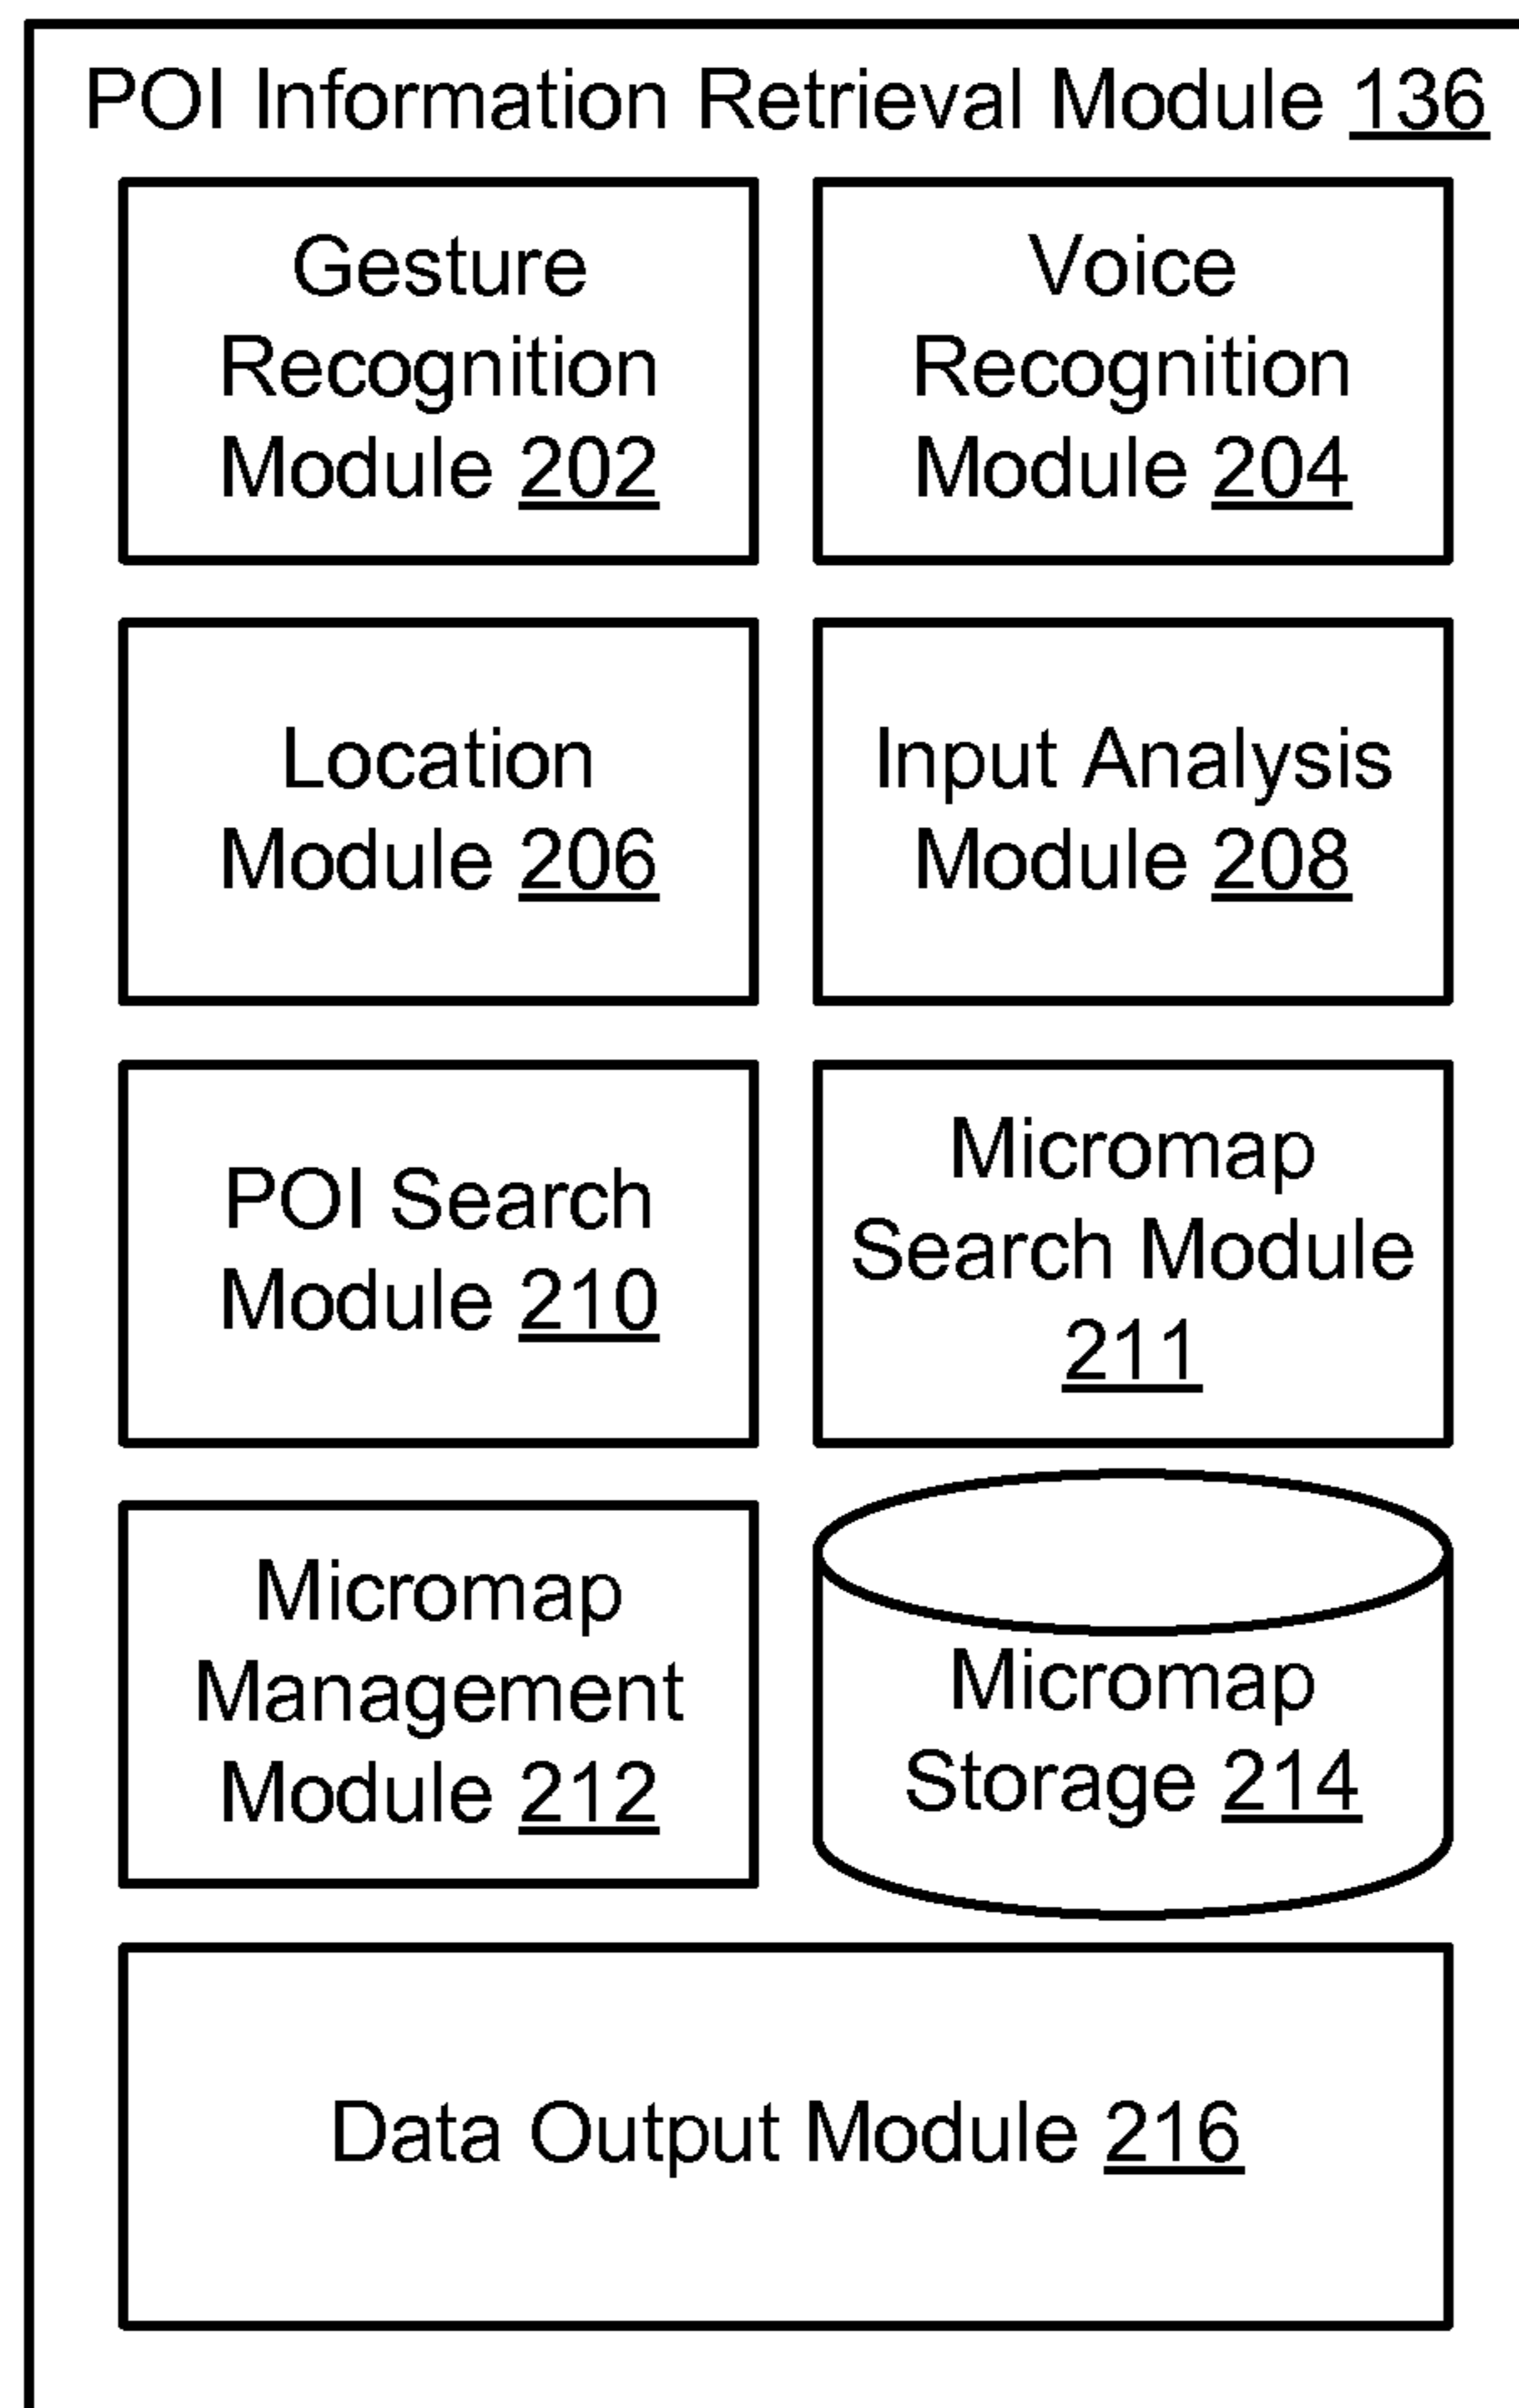 POI Information Retrieval Module 136
Gesture
Recognition
Module 202
Voice
Recognition
Module 204
Location
Module 206
Input Analysis
Module 208
POI Search
Module 210
Micromap
Search Module
211
Micromap
Management
Module 212
Micromap
Storage 214
Data Output Module 216